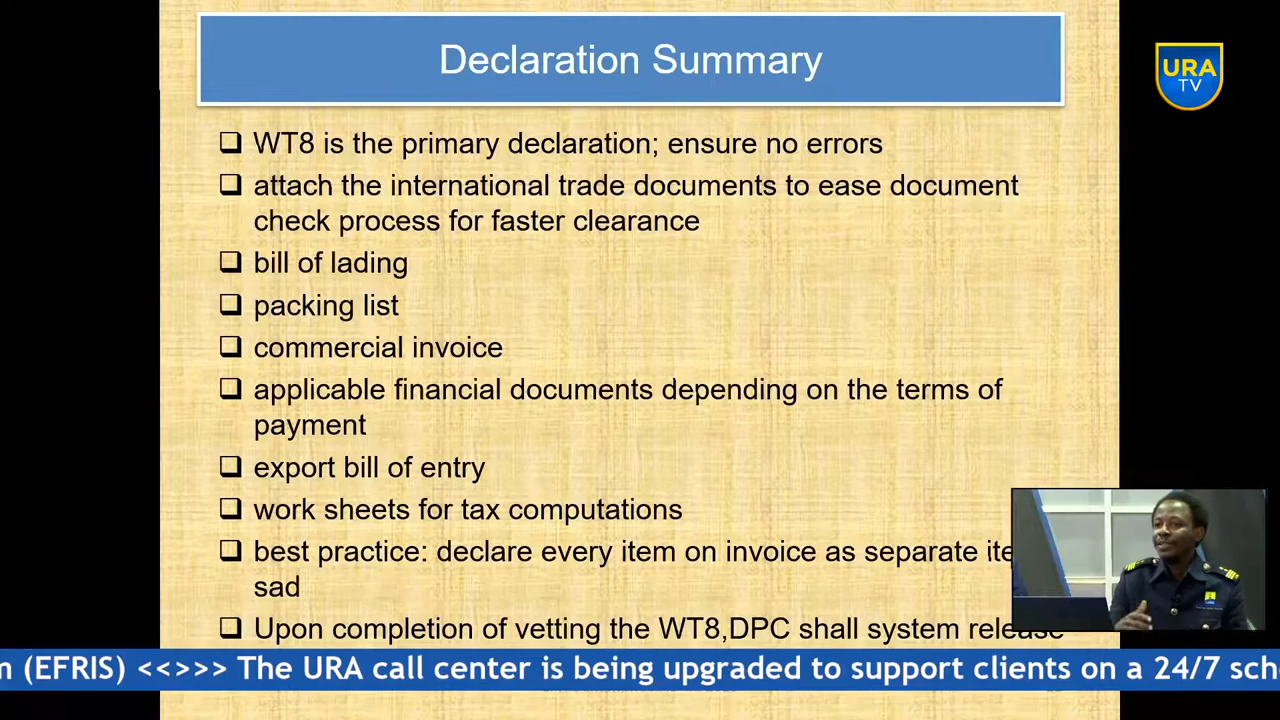 Declaration Summary
URA
TV
WT8 is the primary declaration; ensure no errors
attach the international trade documents to ease document
check process for faster clearance
bill of lading
packing list
commercial invoice
applicable financial documents depending on the terms of
payment
export bill of entry
work sheets for tax computations
best practice: declare every item on invoice as separate
sad
Upon completion of vetting the WT8,DPC shall system release
(EFRIS) <<>>> The URA call center is being upgraded to support clients on a 24/7